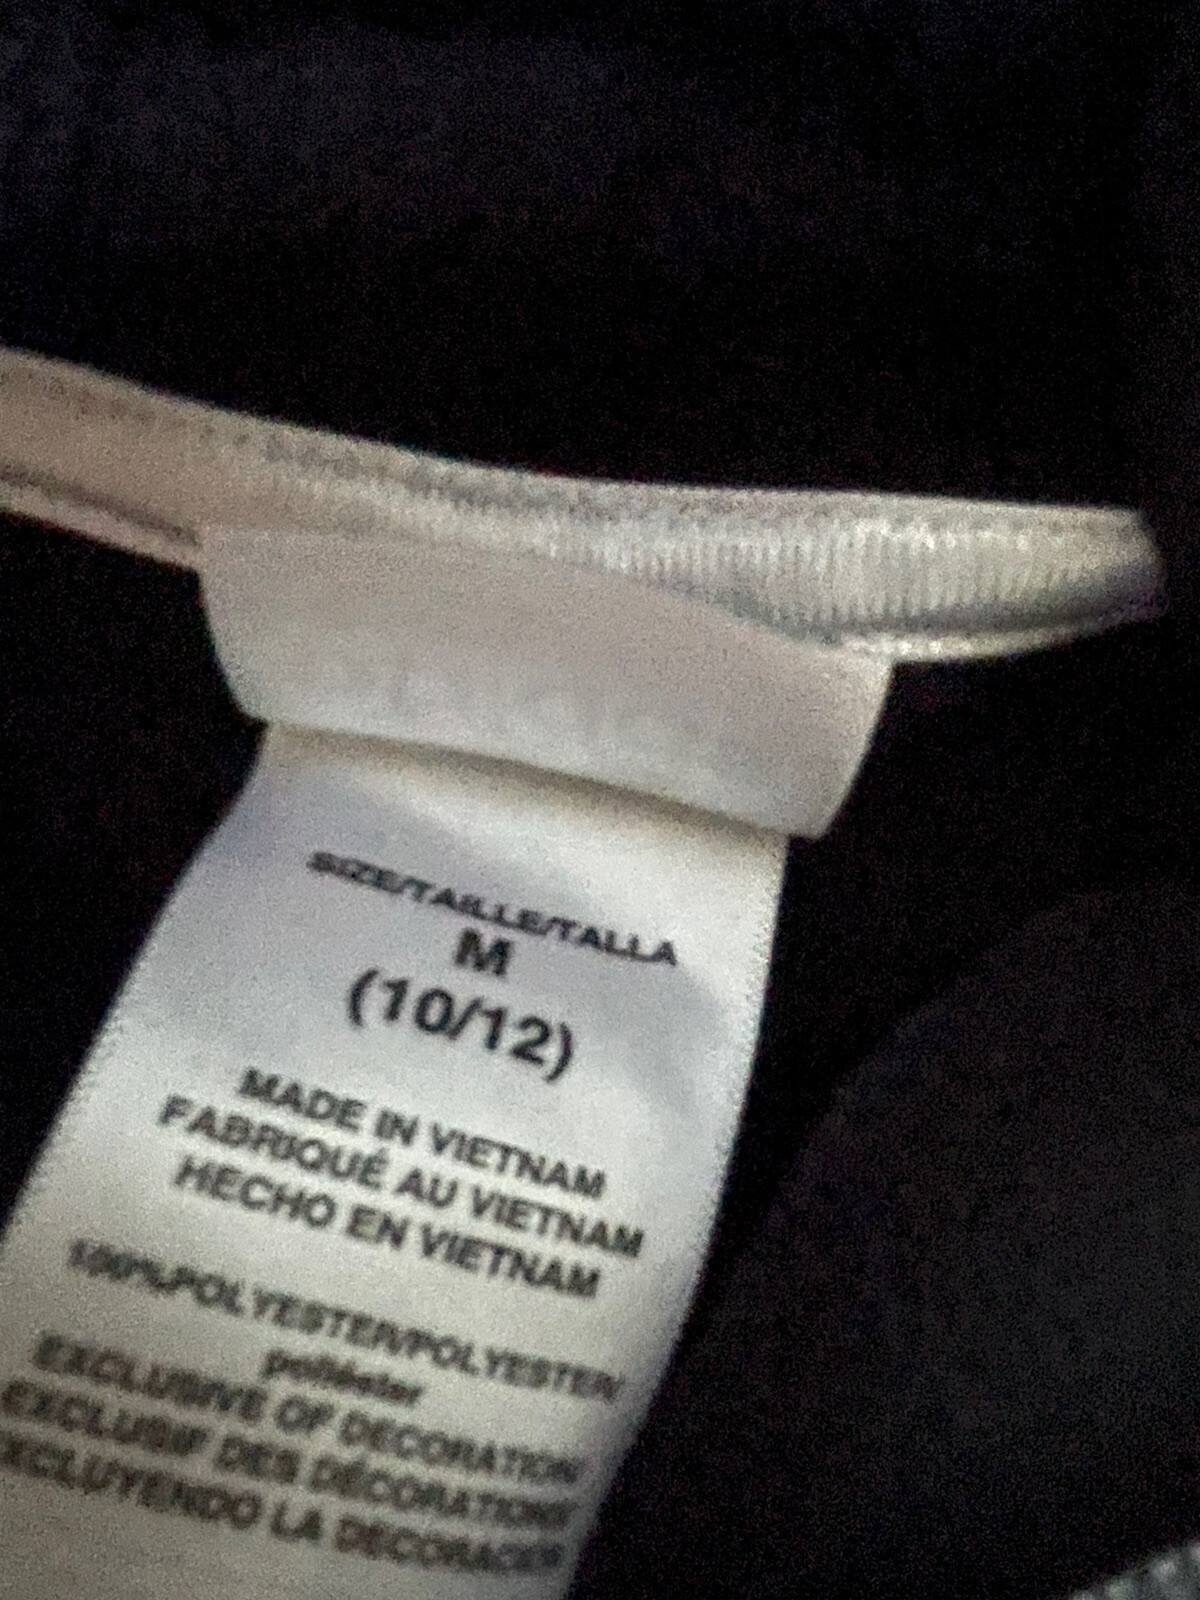 SIZE/TAILLE/TALLA
M
(10/12)
MADE IN VIETNAM
FABRIQUÉ AU VIETNAM
HECHO EN VIETNAM
100%POLYESTER/POLYESTER/
poliéster
EXCLUSIVE OF DECORATION
EXCLUSIF DES DÉCORATIONS
EXCLUYENDO LA DECORACIÓN